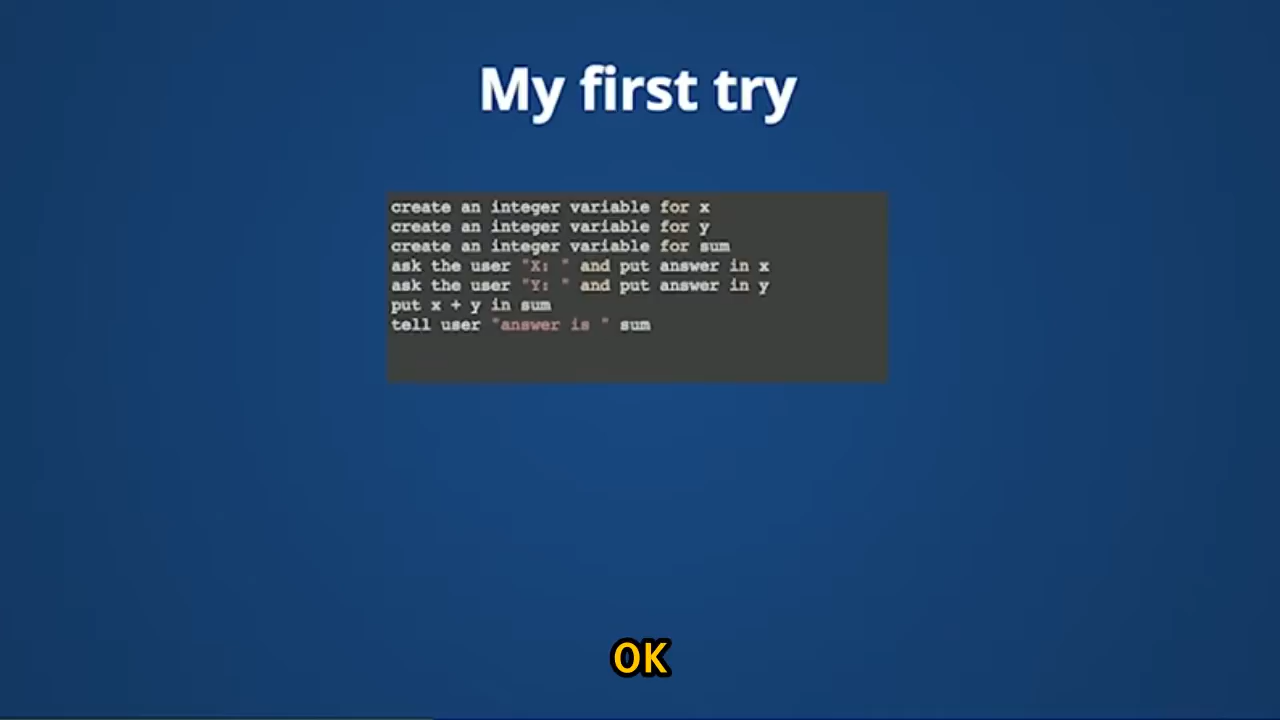 My first try
create an integer variable for x
create an integer variable for y
create an integer variable for sum
ask the user "X: " and put answer in x
ask the user "Y: " and put answer in y
put x + y in sum
tell user "answer is " sum
OK